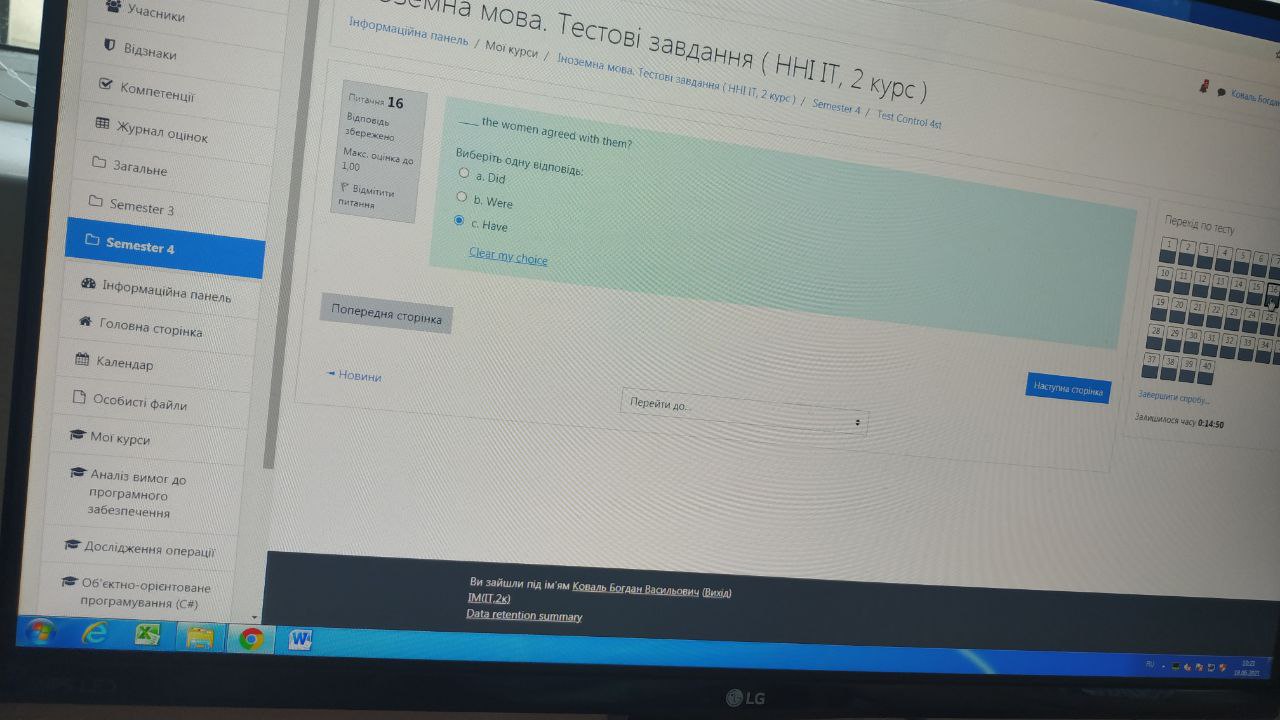 Учасники
Відзнаки
Компетенції
Журнал оцінок
Загальне
Semester 3
Semester 4
Інформаційна панель
Головна сторінка
Календар
Особисті файли
Мої курси
Аналіз вимог до
програмного
забезпечення
Дослідження операції
Об'єктно-орієнтоване
програмування (C#)
оземна мова. Тестові завдання ( ННІ ІТ, 2 курс )
Інформаційна панель / Мої курси / Іноземна мова. Тестові завдання ( ННІ ІТ, 2 курс ) / Semester 4 / Test Control 4st
Коваль Богдан
Питання 16
Відповідь
збережено
Макс. оцінка до
1,00
Відмітити
питання
____ the women agreed with them?
Виберіть одну відповідь:
a. Did
b. Were
c. Have
Clear my choice
Попередня сторінка
Наступна сторінка
◄ Новини
Перейти до...
Перехід по тесту
1 2 3 4 5 6 7
10 11 12 13 14 15 16
19 20 21 22 23 24 25
28 29 30 31 32 33 34
37 38 39 40
Завершити спробу...
Залишилося часу 0:14:50
Ви зайшли під ім'ям Коваль Богдан Васильович (Вихід)
ІМ(ІТ,2к)
Data retention summary
RU
18.06.2021
LG